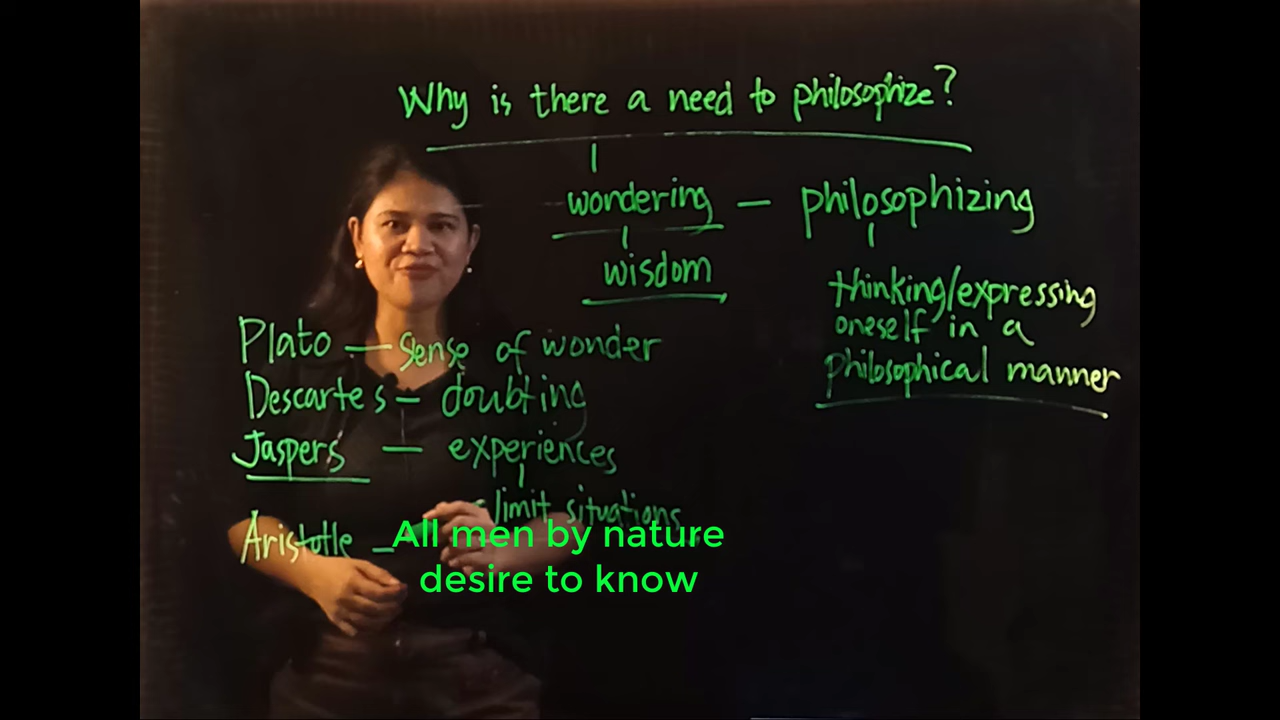 Why is there a need to philosophize?
wondering — philosophizing
wisdom
thinking/expressing
oneself in a
philosophical manner
Plato — sense of wonder
Descartes — doubting
Jaspers — experiences
limit situations
Aristotle — All men by nature
desire to know